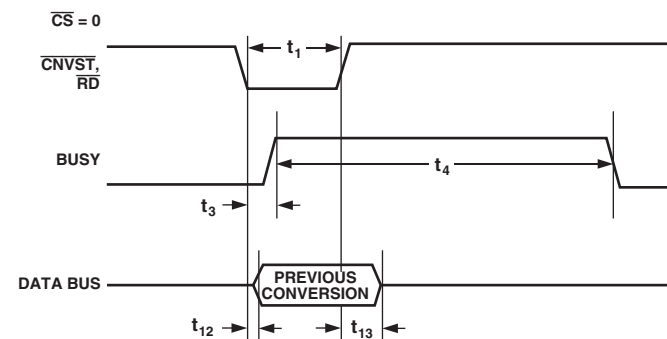 CS = 0
CNVST,
RD
t1
BUSY
t4
t3
DATA BUS
PREVIOUS
CONVERSION
t12
t13